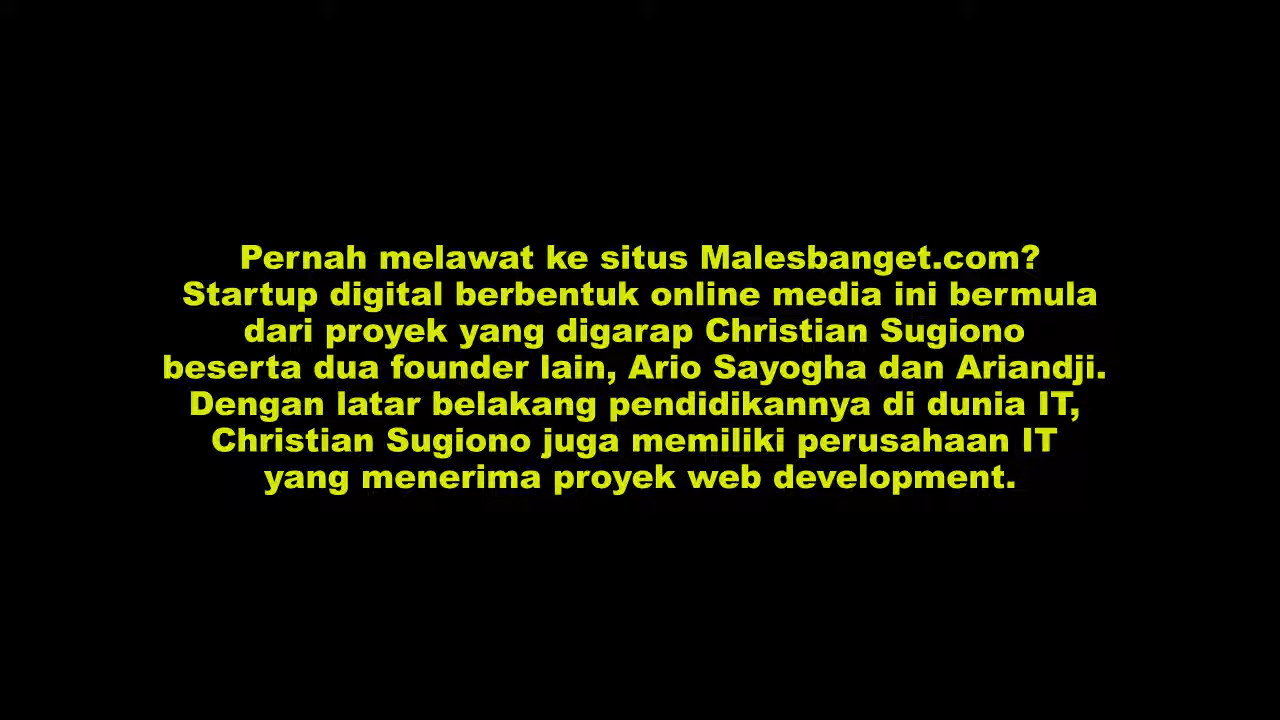 Pernah melawat ke situs Malesbanget.com?
Startup digital berbentuk online media ini bermula
dari proyek yang digarap Christian Sugiono
beserta dua founder lain, Ario Sayogha dan Ariandji.
Dengan latar belakang pendidikannya di dunia IT,
Christian Sugiono juga memiliki perusahaan IT
yang menerima proyek web development.